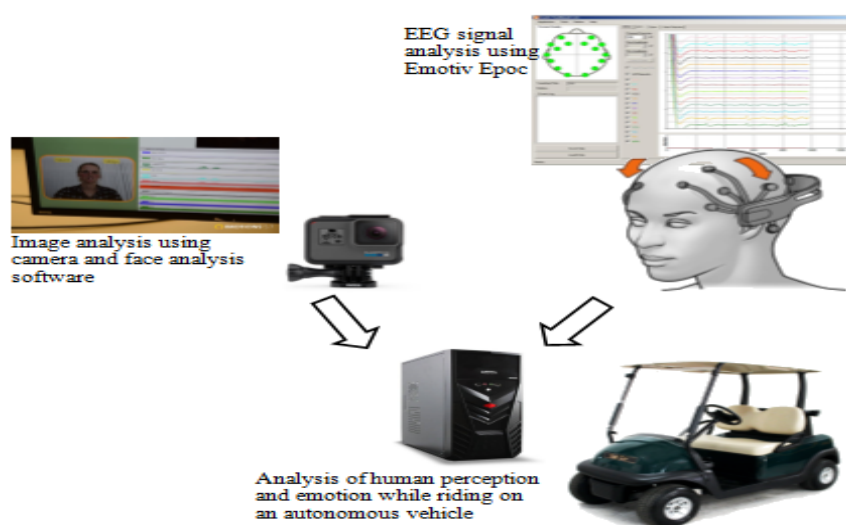 EEG signal
analysis using
Emotiv Epoc
Image analysis using
camera and face analysis
software
Analysis of human perception
and emotion while riding on
an autonomous vehicle